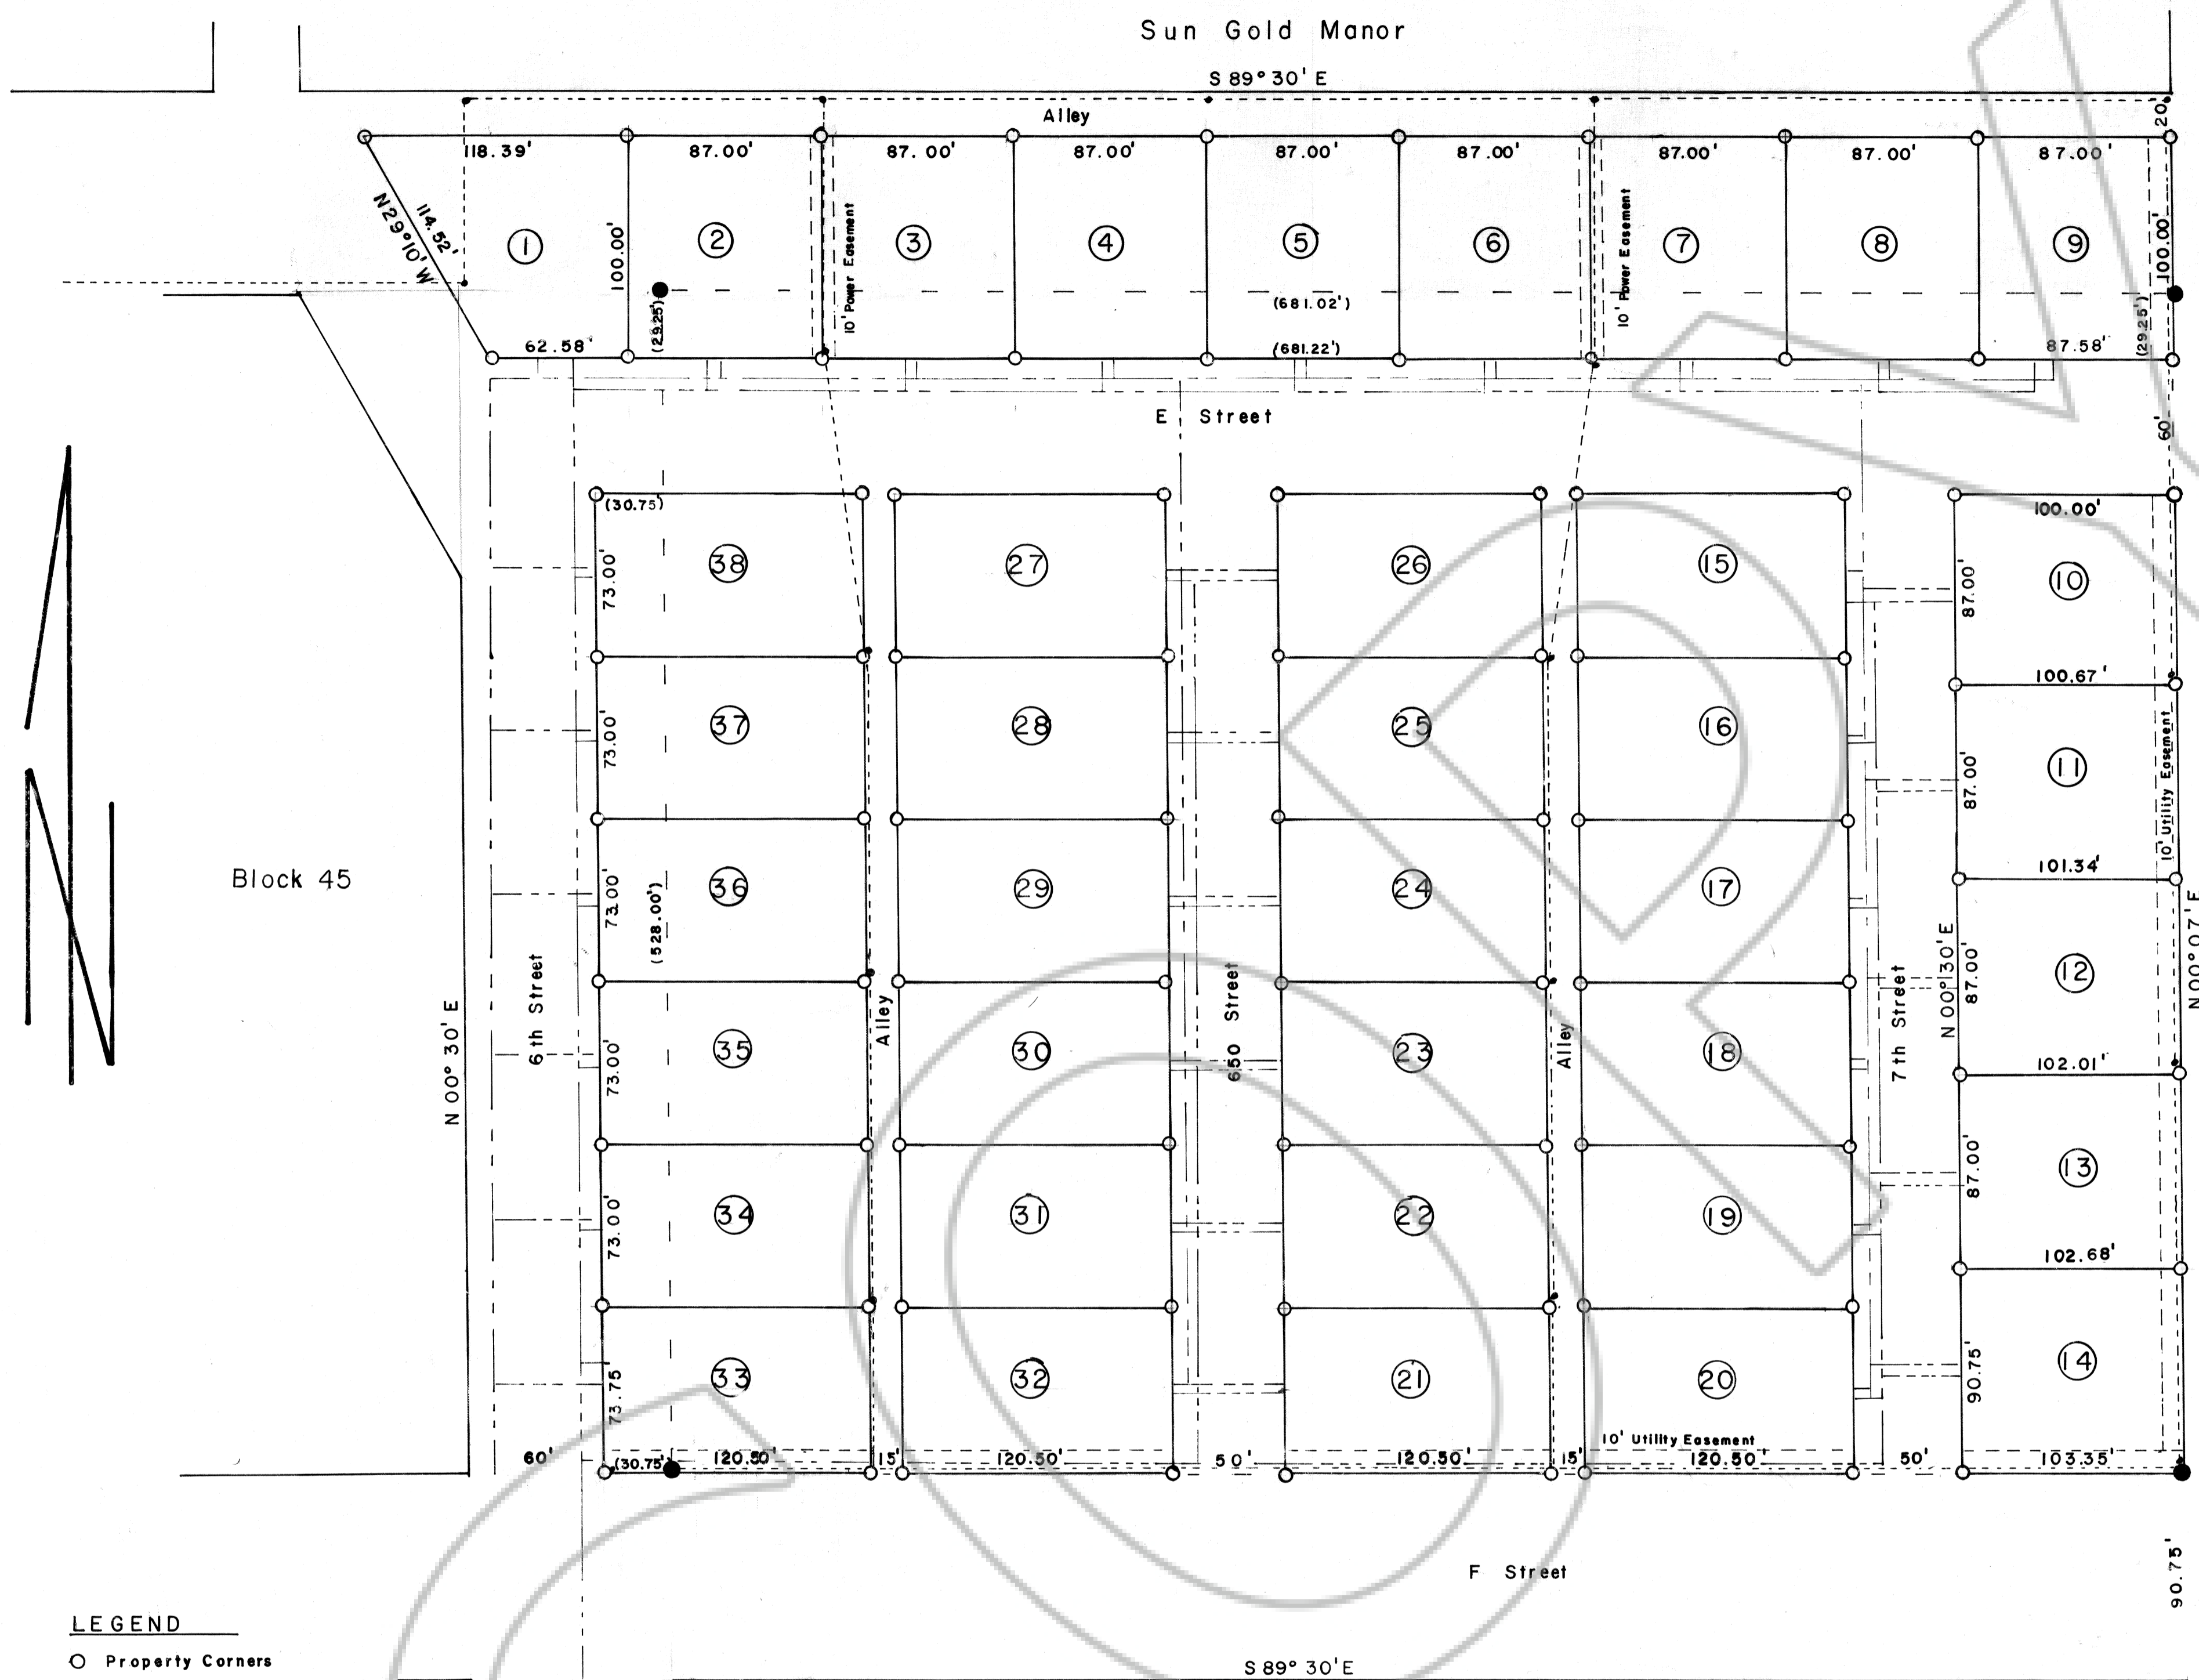 Sun Gold Manor
S 89° 30' E
Alley
20'
118.39' 87.00' 87.00' 87.00' 87.00' 87.00' 87.00' 87.00' 87.00'
N 29° 10' W
114.52'
1 2 3 4 5 6 7 8 9
100.00'
10' Power Easement
10' Power Easement
100.00'
(29.25')
(681.02')
(29.25')
62.58'
(681.22')
87.58'
E Street
60'
(30.75')
100.00'
38 27 26 15 10
73.00'
87.00'
100.67'
37 28 25 16 11
73.00'
87.00'
10' Utility Easement
101.34'
Block 45
36 29 24 17 12
73.00'
(528.00')
87.00'
N 00° 30' E
N 00° 07' E
6th Street
Alley
650 Street
Alley
7th Street
N 00° 30' E
102.01'
35 30 23 18 13
73.00'
87.00'
34 31 22 19
73.00'
102.68'
33 32 21 20 14
73.75'
90.75'
10' Utility Easement
60' (30.75') 120.50' 15' 120.50' 50' 120.50' 15' 120.50' 50' 103.35'
F Street
90.75'
LEGEND
Property Corners
S 89° 30' E